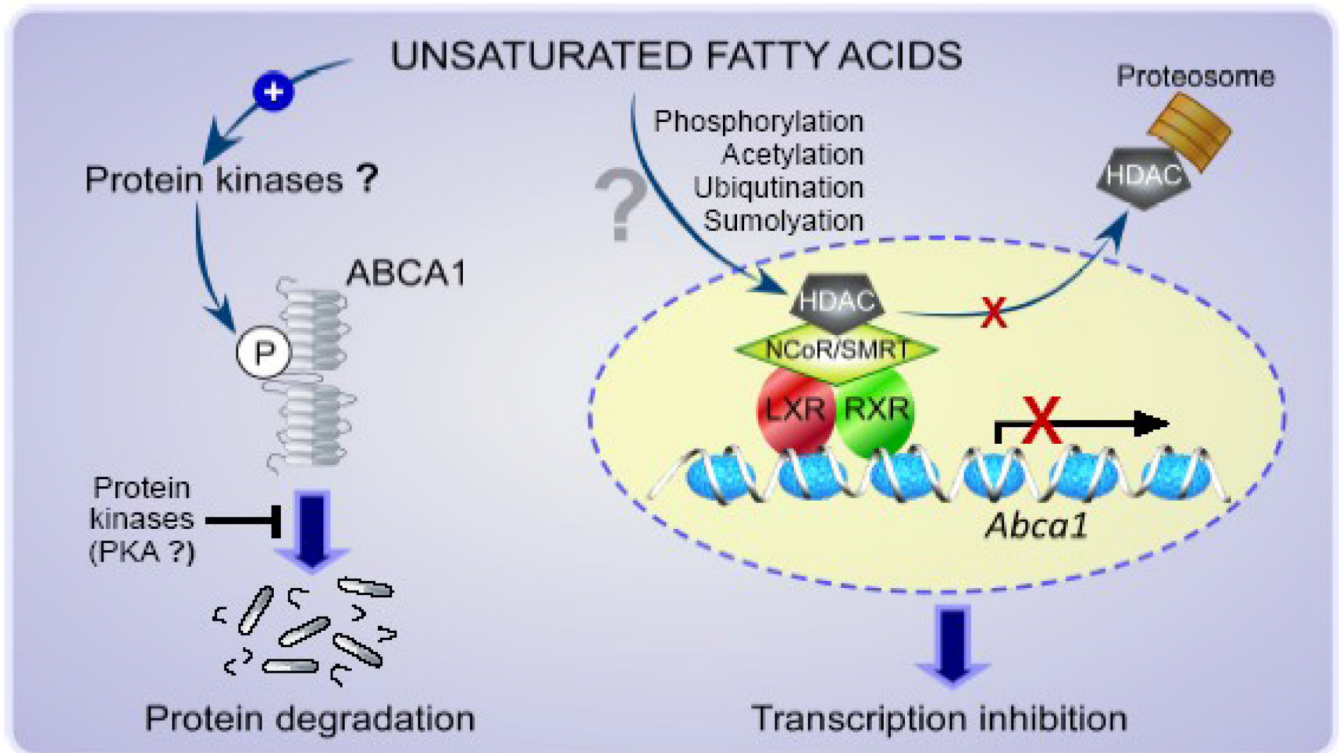 UNSATURATED FATTY ACIDS
+
Protein kinases ?
P
ABCA1
Protein
kinases
(PKA ?)
Protein degradation
?
Phosphorylation
Acetylation
Ubiqutination
Sumolyation
Proteosome
HDAC
HDAC
X
NCoR/SMRT
LXR RXR
X
Abca1
Transcription inhibition